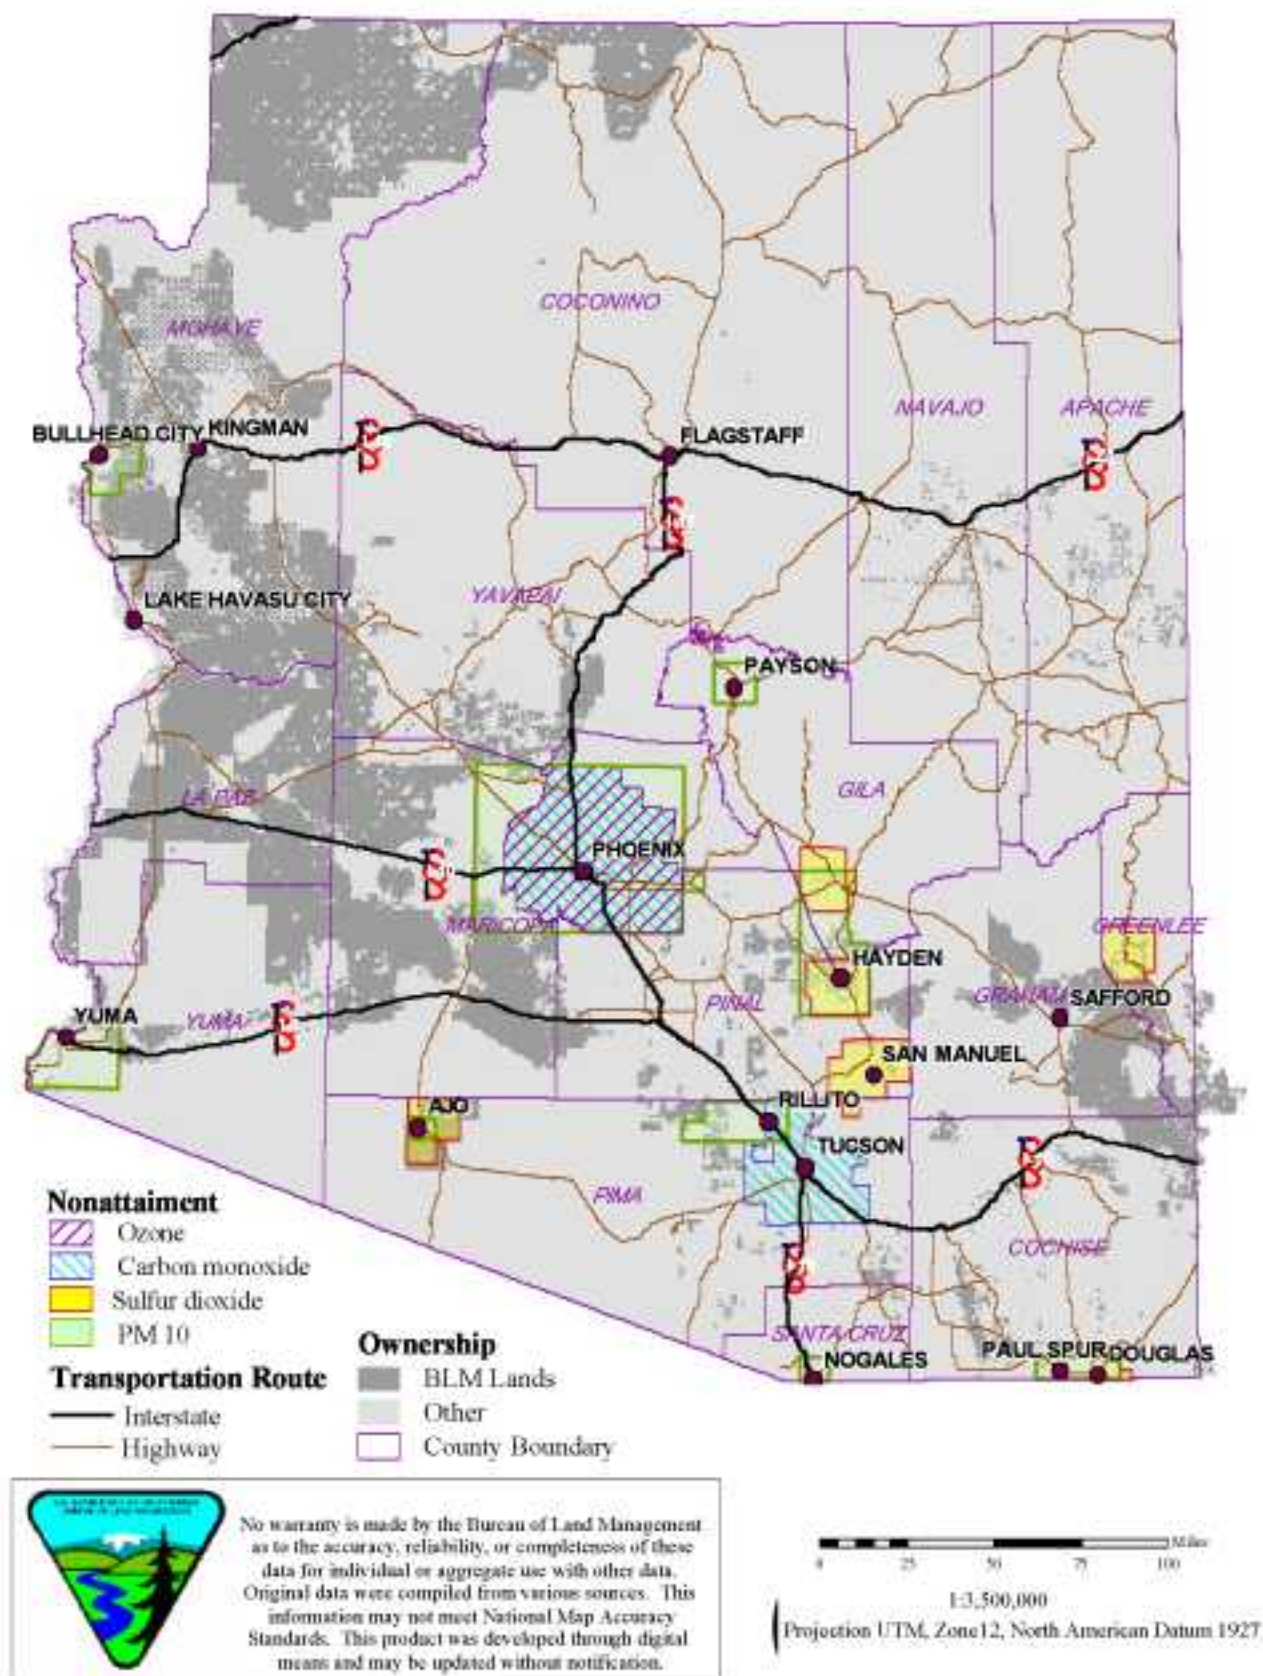 COCONINO
MOHAVE
NAVAJO
APACHE
BULLHEAD CITY
KINGMAN
FLAGSTAFF
LAKE HAVASU CITY
YAVAPAI
PAYSON
LA PAZ
GILA
PHOENIX
MARICOPA
GREENLEE
HAYDEN
YUMA
YUMA
PINAL
GRAHAM
SAFFORD
SAN MANUEL
AJO
RILLITO
TUCSON
PIMA
COCHISE
SANTA CRUZ
NOGALES
PAUL SPUR
DOUGLAS
Nonattaiment
Ozone
Carbon monoxide
Sulfur dioxide
PM 10
Transportation Route
Interstate
Highway
Ownership
BLM Lands
Other
County Boundary
No warranty is made by the Bureau of Land Management
as to the accuracy, reliability, or completeness of these
data for individual or aggregate use with other data.
Original data were compiled from various sources. This
information may not meet National Map Accuracy
Standards. This product was developed through digital
means and may be updated without notification.
Miles
0 25 50 75 100
1:3,500,000
Projection UTM, Zone12, North American Datum 1927